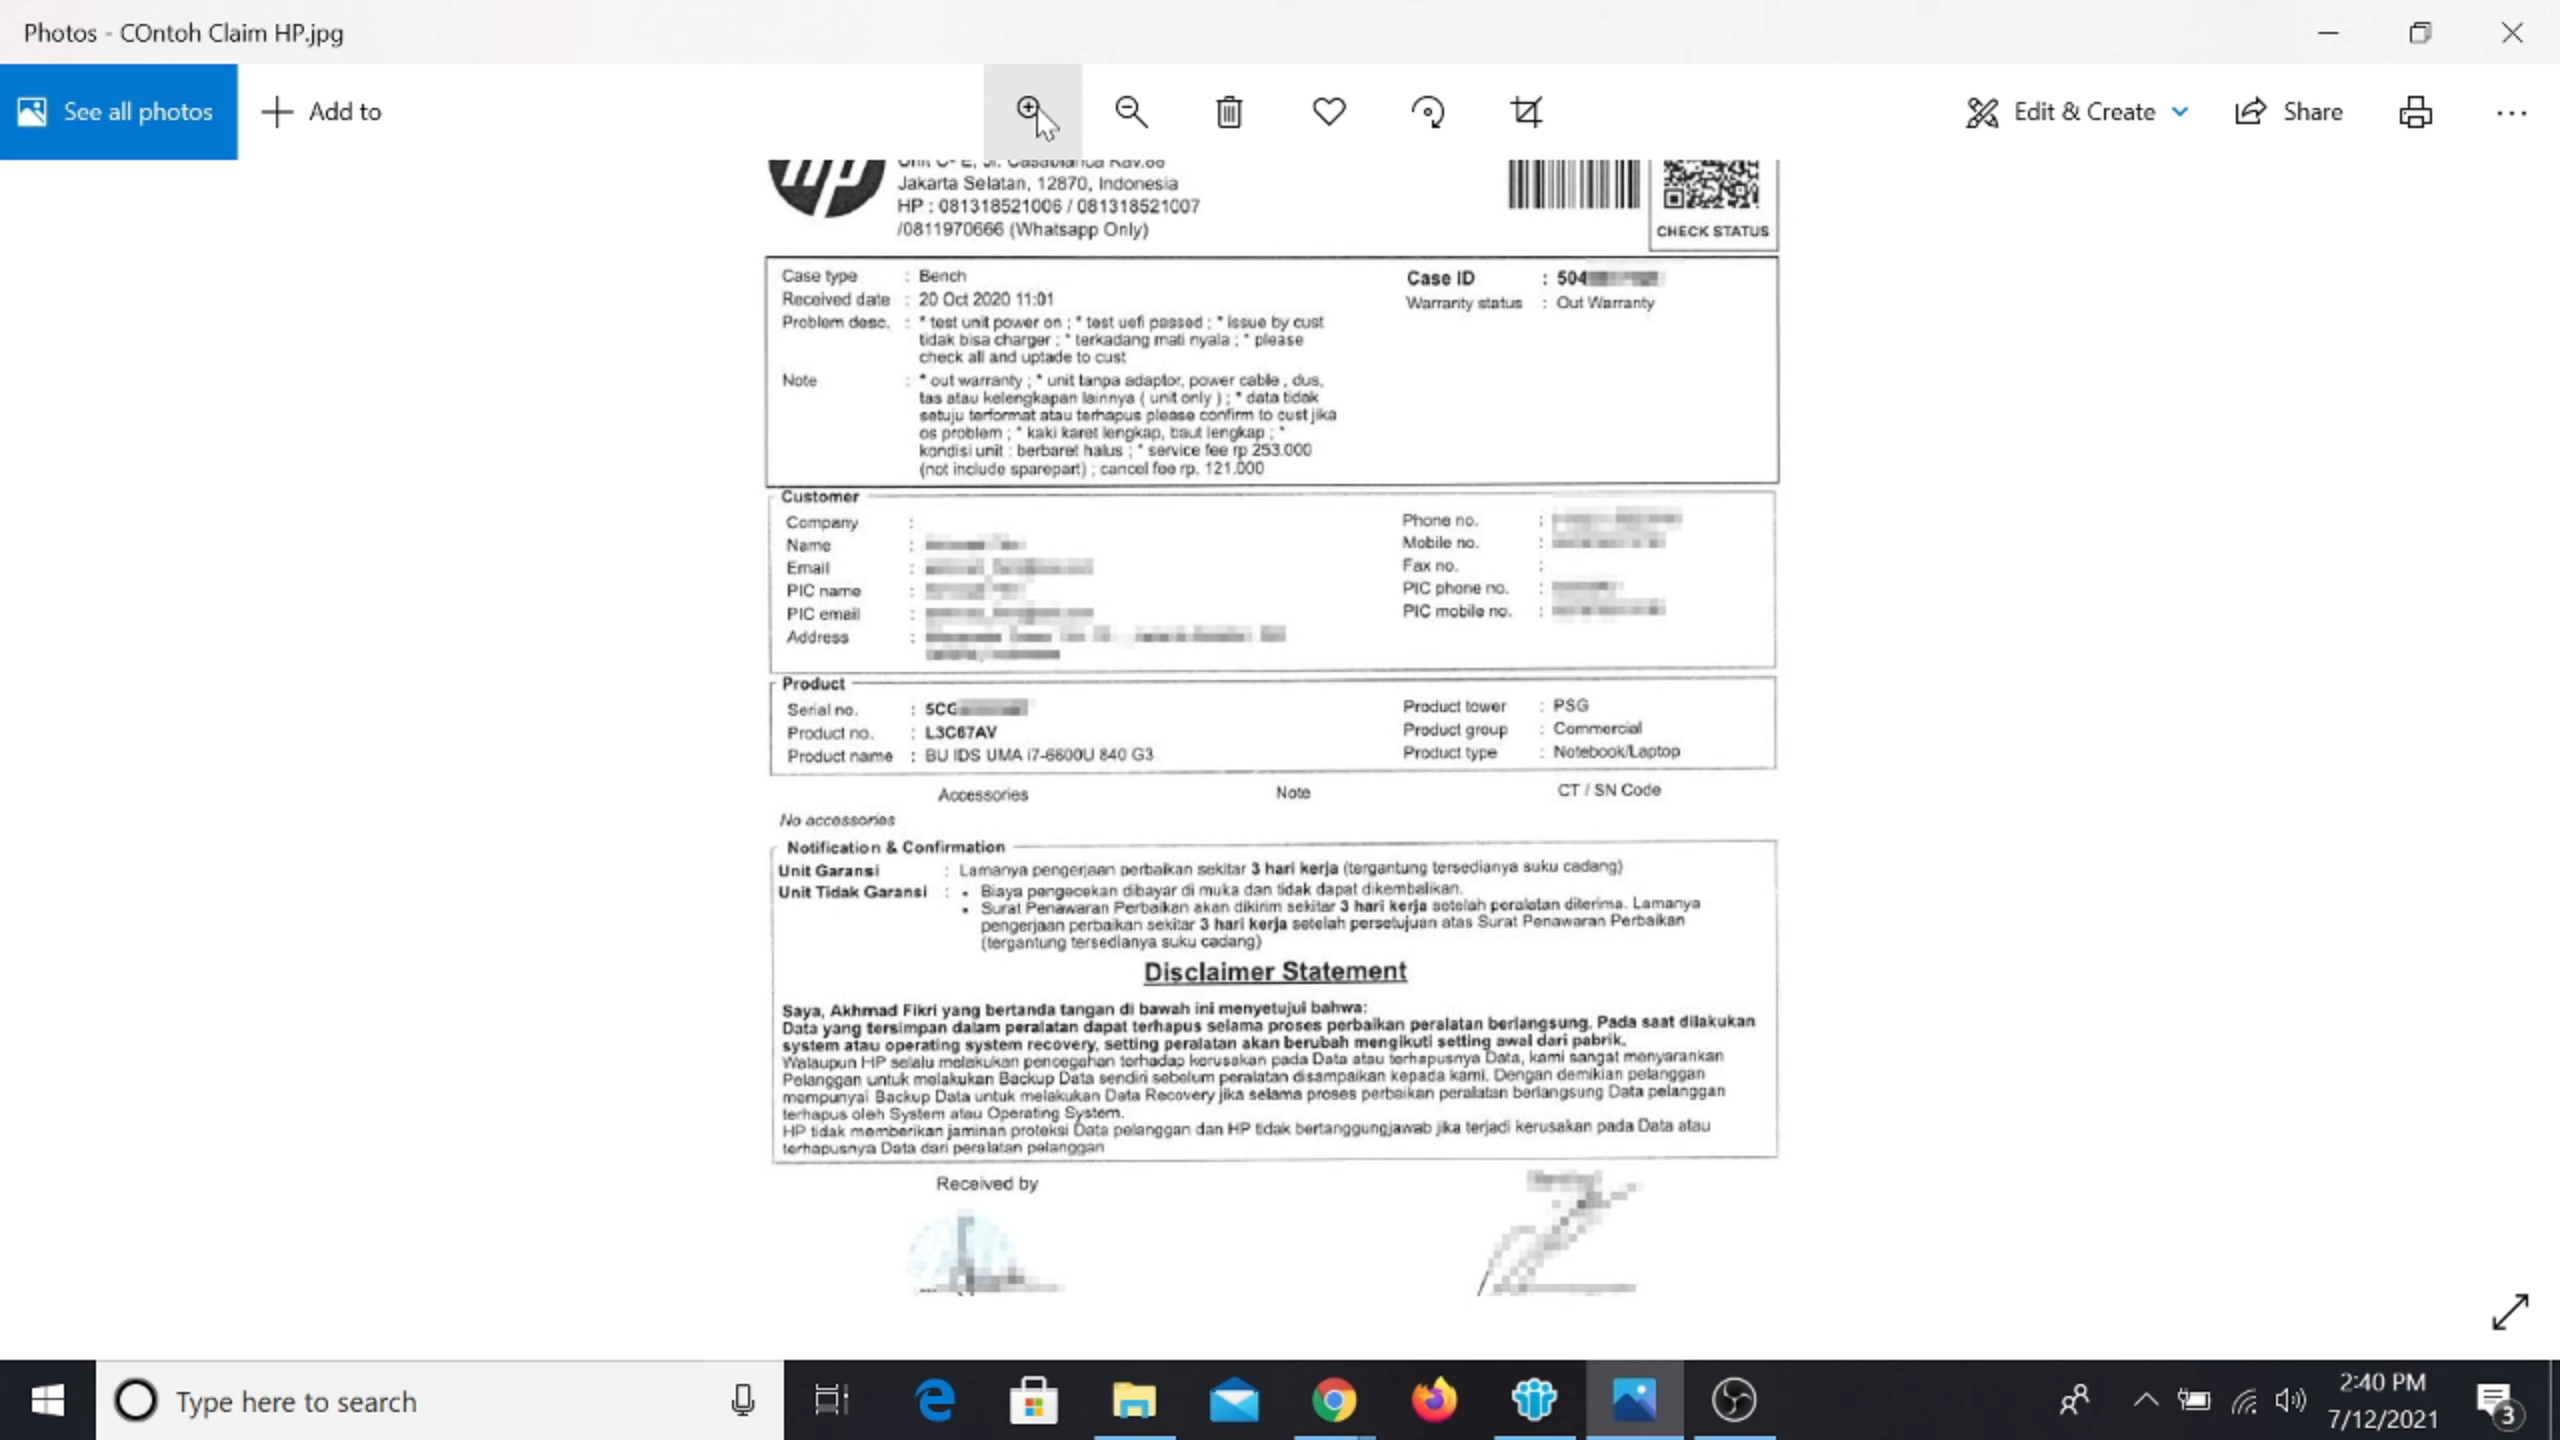 Photos - COntoh Claim HP.jpg
See all photos
Add to
Edit & Create
Share
hp
Unit C- E, Jl. Casablanca Kav.88
Jakarta Selatan, 12870, Indonesia
HP : 081318521006 / 081318521007
/0811970666 (Whatsapp Only)
CHECK STATUS
Case type : Bench
Received date : 20 Oct 2020 11:01
Problem desc. : * test unit power on ; * test uefi passed ; * issue by cust
tidak bisa charger ; * terkadang mati nyala ; * please
check all and uptade to cust
Note : * out warranty ; * unit tanpa adaptor, power cable , dus,
tas atau kelengkapan lainnya ( unit only ) ; * data tidak
setuju terformat atau terhapus please confirm to cust jika
os problem ; * kaki karet lengkap, baut lengkap ; *
kondisi unit : berbaret halus ; * service fee rp 253.000
(not include sparepart) ; cancel fee rp. 121.000
Case ID : 504
Warranty status : Out Warranty
Customer
Company :
Name :
Email :
PIC name :
PIC email :
Address :
Phone no. :
Mobile no. :
Fax no. :
PIC phone no. :
PIC mobile no. :
Product
Serial no. : 5CG
Product no. : L3C67AV
Product name : BU IDS UMA i7-6600U 840 G3
Product tower : PSG
Product group : Commercial
Product type : Notebook/Laptop
Accessories Note CT / SN Code
No accessories
Notification & Confirmation
Unit Garansi : Lamanya pengerjaan perbaikan sekitar 3 hari kerja (tergantung tersedianya suku cadang)
Unit Tidak Garansi : • Biaya pengecekan dibayar di muka dan tidak dapat dikembalikan.
• Surat Penawaran Perbaikan akan dikirim sekitar 3 hari kerja setelah peralatan diterima. Lamanya
pengerjaan perbaikan sekitar 3 hari kerja setelah persetujuan atas Surat Penawaran Perbaikan
(tergantung tersedianya suku cadang)
Disclaimer Statement
Saya, Akhmad Fikri yang bertanda tangan di bawah ini menyetujui bahwa:
Data yang tersimpan dalam peralatan dapat terhapus selama proses perbaikan peralatan berlangsung. Pada saat dilakukan
system atau operating system recovery, setting peralatan akan berubah mengikuti setting awal dari pabrik.
Walaupun HP selalu melakukan pencegahan terhadap kerusakan pada Data atau terhapusnya Data, kami sangat menyarankan
Pelanggan untuk melakukan Backup Data sendiri sebelum peralatan disampaikan kepada kami. Dengan demikian pelanggan
mempunyai Backup Data untuk melakukan Data Recovery jika selama proses perbaikan peralatan berlangsung Data pelanggan
terhapus oleh System atau Operating System.
HP tidak memberikan jaminan proteksi Data pelanggan dan HP tidak bertanggungjawab jika terjadi kerusakan pada Data atau
terhapusnya Data dari peralatan pelanggan
Received by
Type here to search
2:40 PM
7/12/2021
3